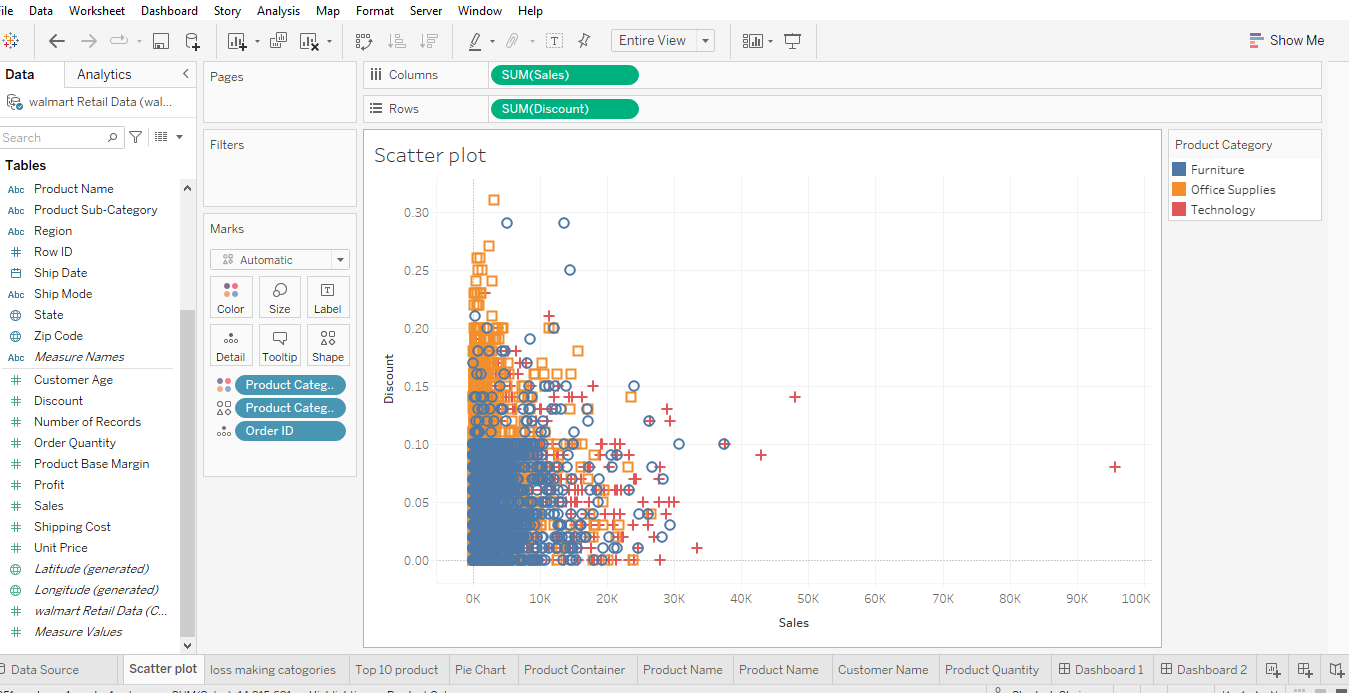 ile Data Worksheet Dashboard Story Analysis Map Format Server Window Help
Entire View
Show Me
Data Analytics
walmart Retail Data (wal...
Search
Tables
Product Name
Product Sub-Category
Region
Row ID
Ship Date
Ship Mode
State
Zip Code
Measure Names
Customer Age
Discount
Number of Records
Order Quantity
Product Base Margin
Profit
Sales
Shipping Cost
Unit Price
Latitude (generated)
Longitude (generated)
walmart Retail Data (C...
Measure Values
Abc
Abc
Abc
Abc
Abc
Pages
Filters
Marks
Automatic
Color Size Label
Detail Tooltip Shape
Product Categ..
Product Categ..
Order ID
Columns SUM(Sales)
Rows SUM(Discount)
Scatter plot
0.30
0.25
0.20
0.15
0.10
0.05
0.00
Discount
0K 10K 20K 30K 40K 50K 60K 70K 80K 90K 100K
Sales
Product Category
Furniture
Office Supplies
Technology
Data Source Scatter plot loss making catogories Top 10 product Pie Chart Product Container Product Name Product Name Customer Name Product Quantity Dashboard 1 Dashboard 2